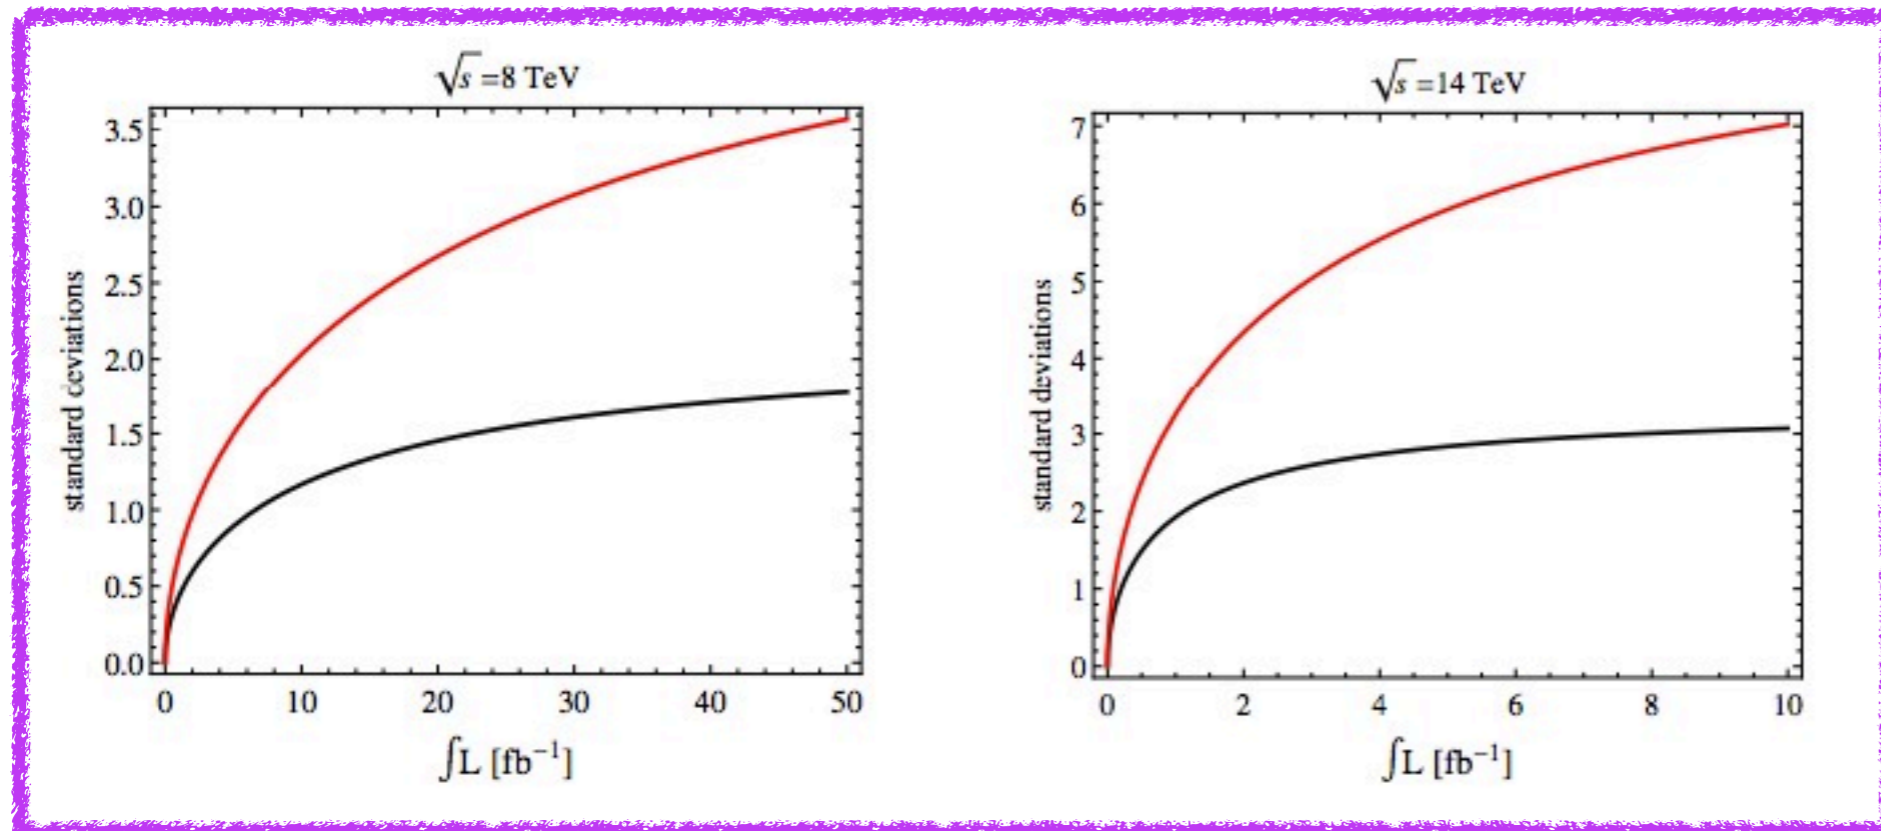 √s =8 TeV
3.5
3.0
2.5
2.0
1.5
1.0
0.5
0.0
standard deviations
0 10 20 30 40 50
∫L [fb⁻¹]
√s =14 TeV
7
6
5
4
3
2
1
0
standard deviations
0 2 4 6 8 10
∫L [fb⁻¹]